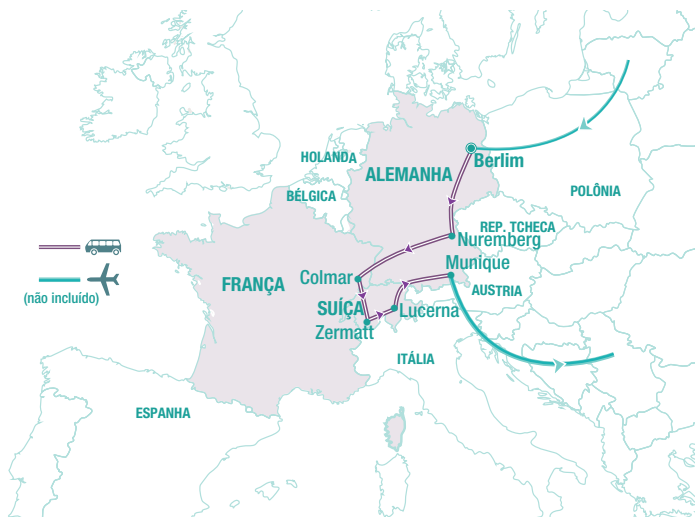 HOLANDA
Berlim
ALEMANHA
BÉLGICA
POLÔNIA
REP. TCHECA
Nuremberg
Munique
Colmar
FRANÇA
AUSTRIA
(não incluído)
SUÍÇA
Lucerna
Zermatt
ITÁLIA
ESPANHA